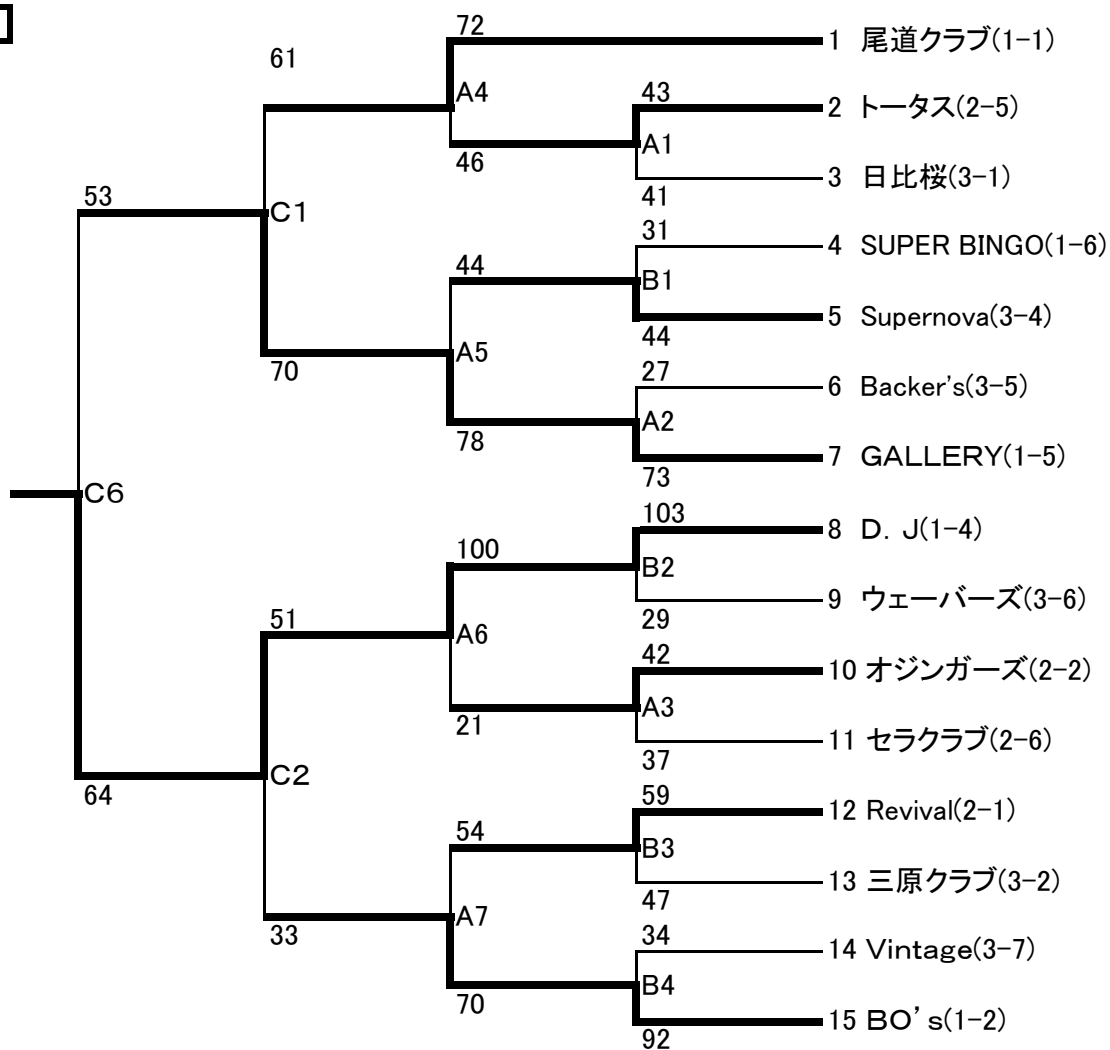 72
1 尾道クラブ(1-1)
61
A4
43
2 トータス(2-5)
46
A1
41
3 日比桜(3-1)
53
C1
31
4 SUPER BINGO(1-6)
44
B1
44
5 Supernova(3-4)
70
A5
27
6 Backer's(3-5)
78
A2
73
7 GALLERY(1-5)
C6
103
8 D. J(1-4)
100
B2
29
9 ウェーバーズ(3-6)
51
A6
42
10 オジンガーズ(2-2)
21
A3
37
11 セラクラブ(2-6)
64
C2
59
12 Revival(2-1)
54
B3
47
13 三原クラブ(3-2)
33
A7
34
14 Vintage(3-7)
70
B4
92
15 BO's(1-2)